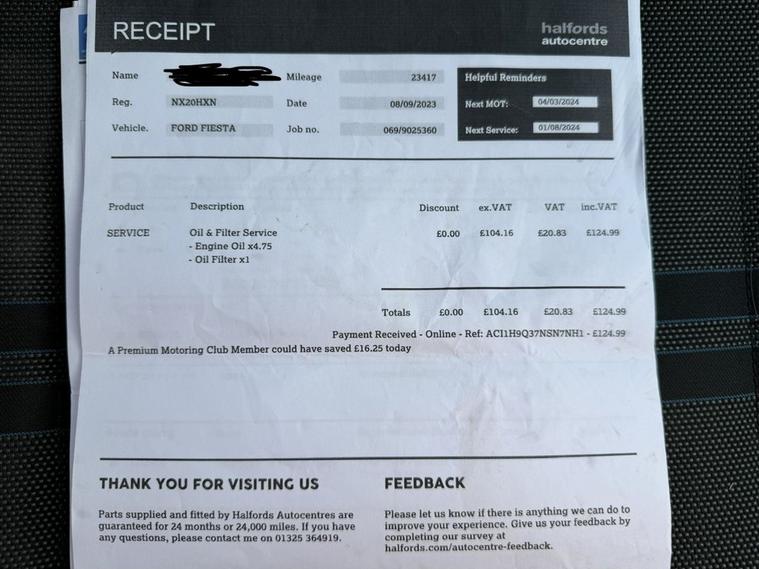 RECEIPT
halfords
autocentre
Name
Mileage 23417
Helpful Reminders
Reg. NX20HXN Date 08/09/2023
Next MOT: 04/03/2024
Vehicle. FORD FIESTA Job no. 069/9025360
Next Service: 01/08/2024
Product Description Discount ex.VAT VAT inc.VAT
SERVICE Oil & Filter Service £0.00 £104.16 £20.83 £124.99
- Engine Oil x4.75
- Oil Filter x1
Totals £0.00 £104.16 £20.83 £124.99
Payment Received - Online - Ref: ACI1H9Q37NSN7NH1 - £124.99
A Premium Motoring Club Member could have saved £16.25 today
THANK YOU FOR VISITING US
Parts supplied and fitted by Halfords Autocentres are
guaranteed for 24 months or 24,000 miles. If you have
any questions, please contact me on 01325 364919.
FEEDBACK
Please let us know if there is anything we can do to
improve your experience. Give us your feedback by
completing our survey at
halfords.com/autocentre-feedback.